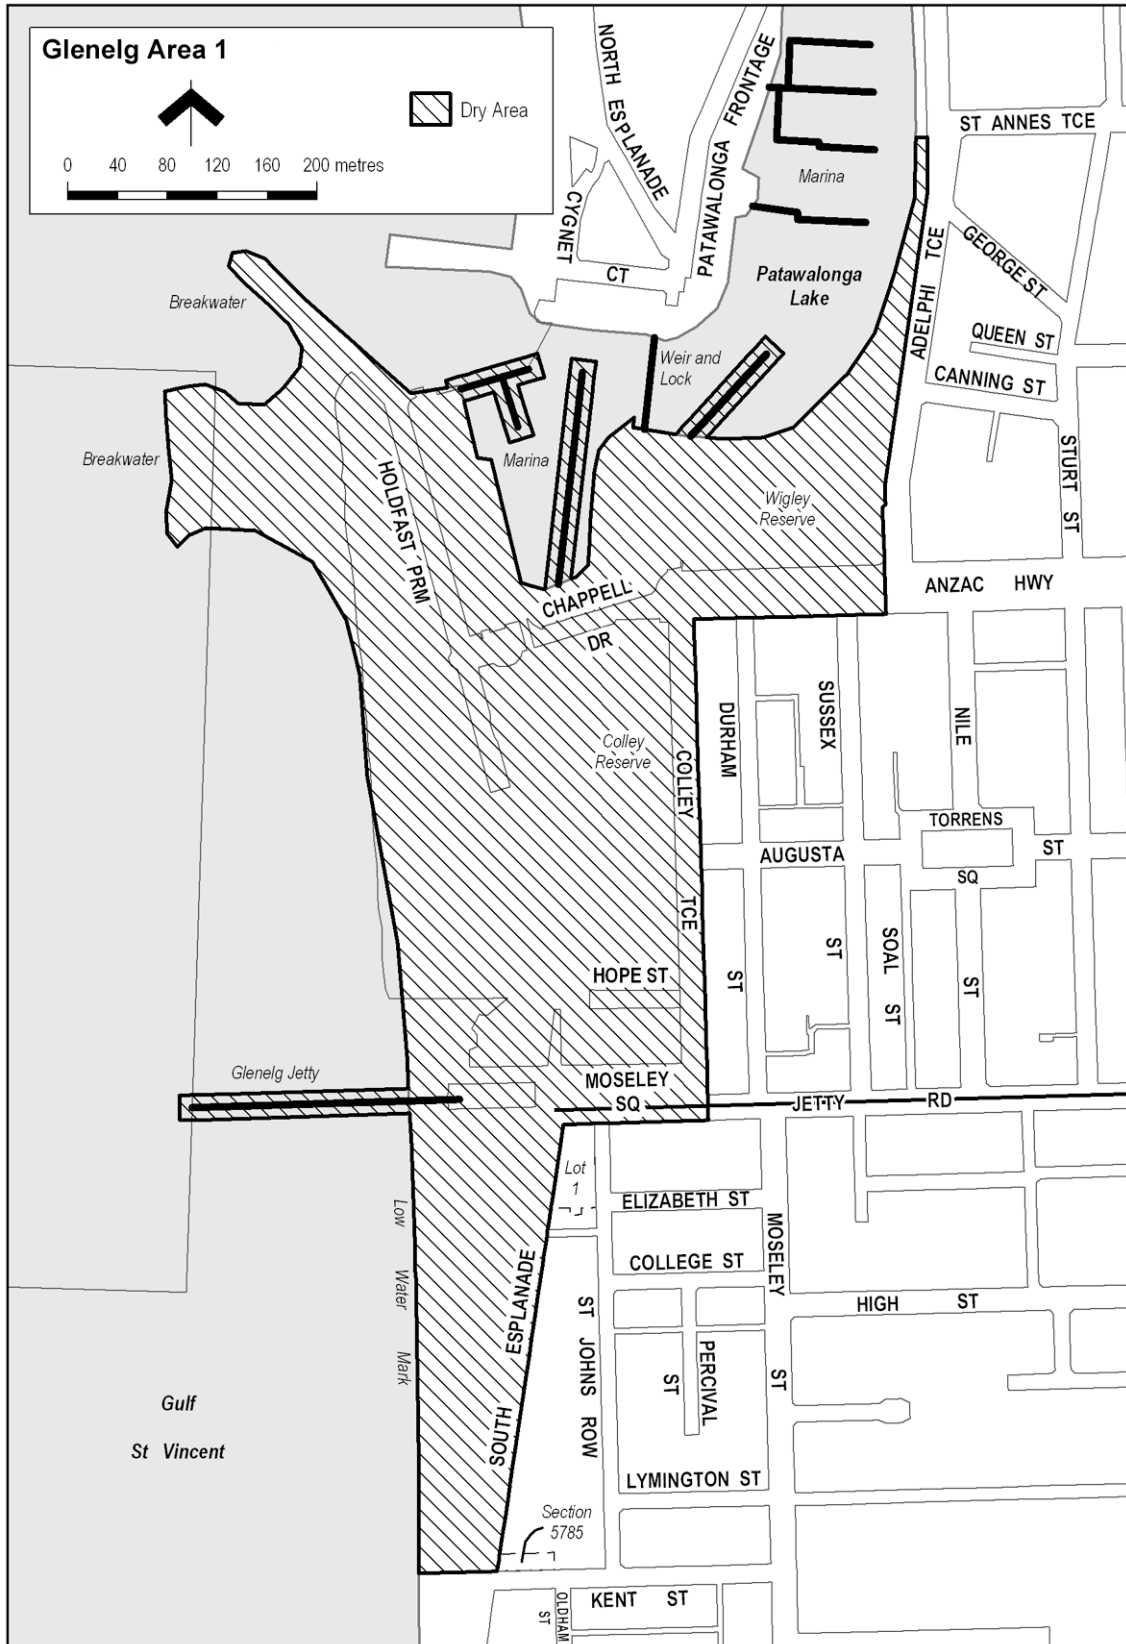 Glenelg Area 1
Dry Area
0 40 80 120 160 200 metres
NORTH ESPLANADE
PATAWALONGA FRONTAGE
ST ANNES TCE
Marina
CYGNET
CT
Patawalonga
Lake
ADELPHI TCE
GEORGE ST
QUEEN ST
CANNING ST
STURT ST
Breakwater
Breakwater
Weir and
Lock
Marina
HOLDFAST PRM
Wigley
Reserve
ANZAC HWY
CHAPPELL
DR
DURHAM
ST
SUSSEX
ST
NILE
ST
Colley
Reserve
COLLEY
TCE
TORRENS
SQ
AUGUSTA
ST
SOAL ST
HOPE ST
Glenelg Jetty
MOSELEY
SQ
JETTY RD
Lot
1
ELIZABETH ST
COLLEGE ST
MOSELEY
ST
HIGH ST
Low Water Mark
SOUTH ESPLANADE
ST JOHNS ROW
PERCIVAL
ST
Gulf
St Vincent
LYMINGTON ST
Section
5785
KENT ST
OLDHAM
ST